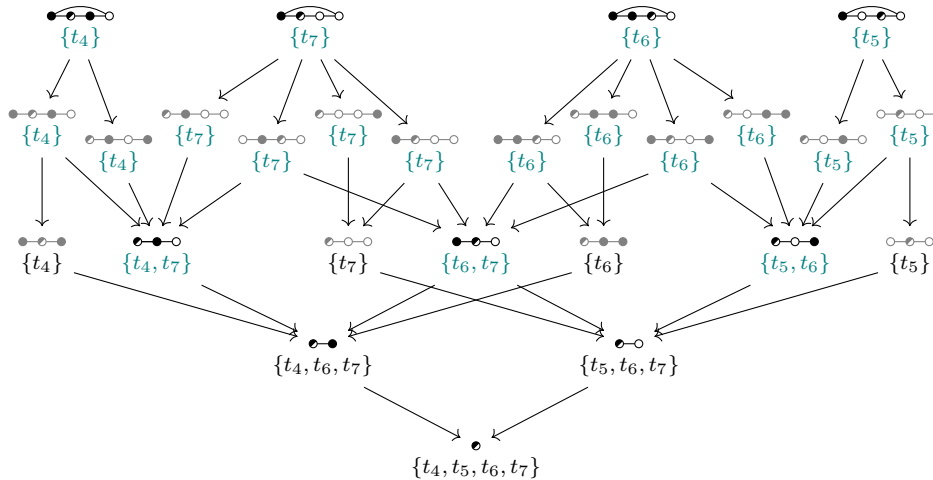 {t₄} {t₇} {t₆} {t₅}
{t₄} {t₇} {t₇} {t₆} {t₆} {t₅}
{t₄} {t₇} {t₇} {t₆} {t₆} {t₅}
{t₄} {t₄, t₇} {t₇} {t₆, t₇} {t₆} {t₅, t₆} {t₅}
{t₄, t₆, t₇} {t₅, t₆, t₇}
{t₄, t₅, t₆, t₇}